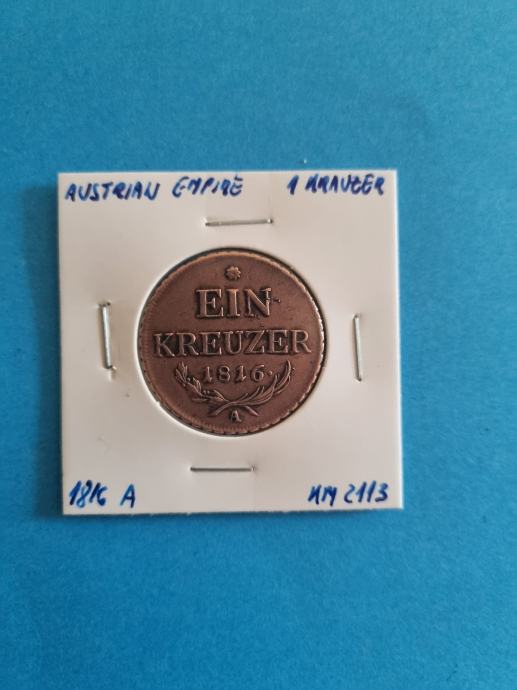 AUSTRIAN EMPIRE 1 KRAUZER
EIN
KREUZER
1816.
A
1816 A KM 2113